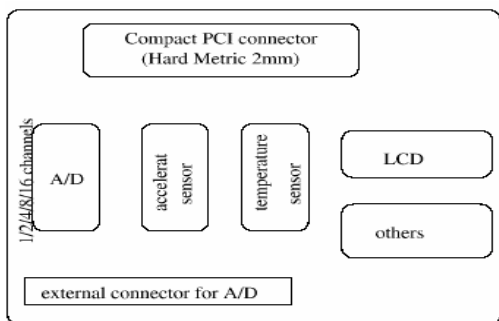 Compact PCI connector
(Hard Metric 2mm)
1/2/4/8/16 channels
A/D
accelerat
sensor
temperature
sensor
LCD
others
external connector for A/D